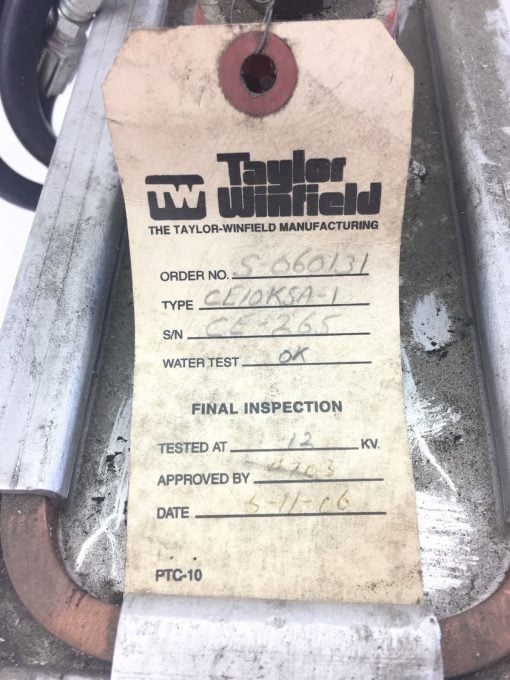 TW Taylor Winfield
THE TAYLOR-WINFIELD MANUFACTURING
ORDER NO. S-060131
TYPE CE10KSA-1
S/N CE-265
WATER TEST OK
FINAL INSPECTION
TESTED AT 12 KV.
APPROVED BY
DATE 5-11-06
PTC-10